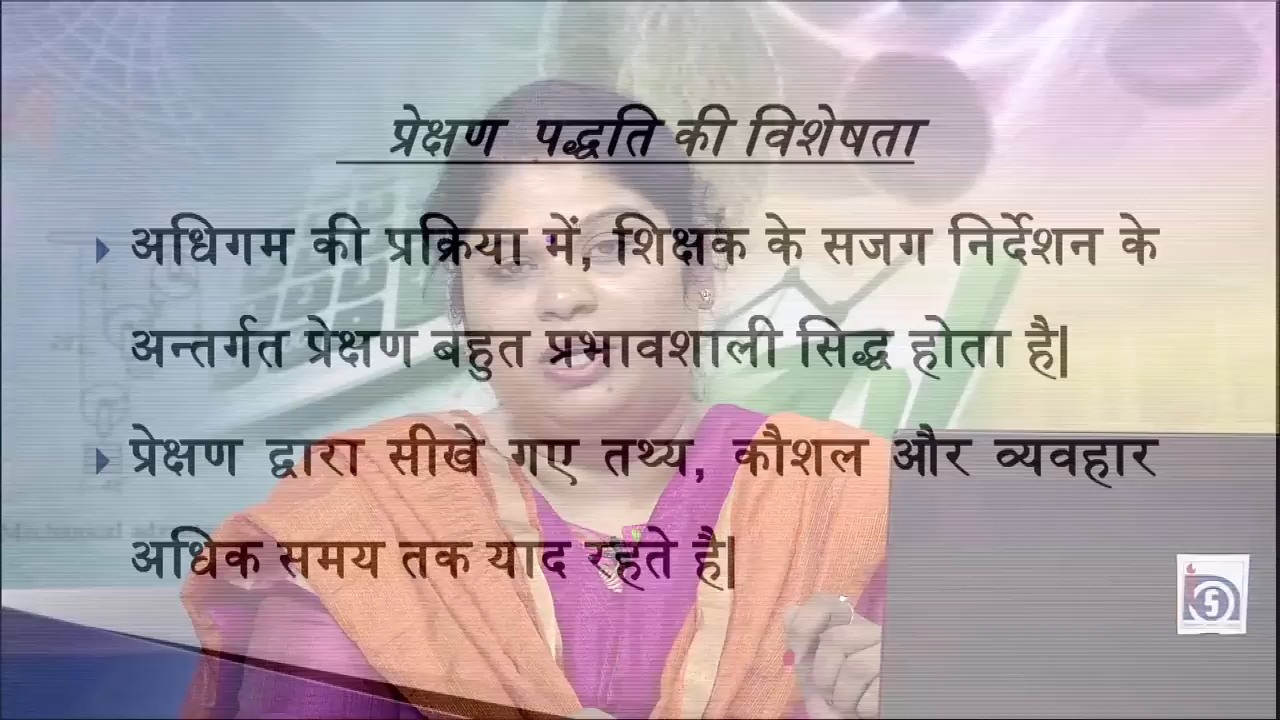 प्रेक्षण पद्धति की विशेषता
अधिगम की प्रक्रिया में, शिक्षक के सजग निर्देशन के
अन्तर्गत प्रेक्षण बहुत प्रभावशाली सिद्ध होता है|
प्रेक्षण द्वारा सीखे गए तथ्य, कौशल और व्यवहार
अधिक समय तक याद रहते है|
5